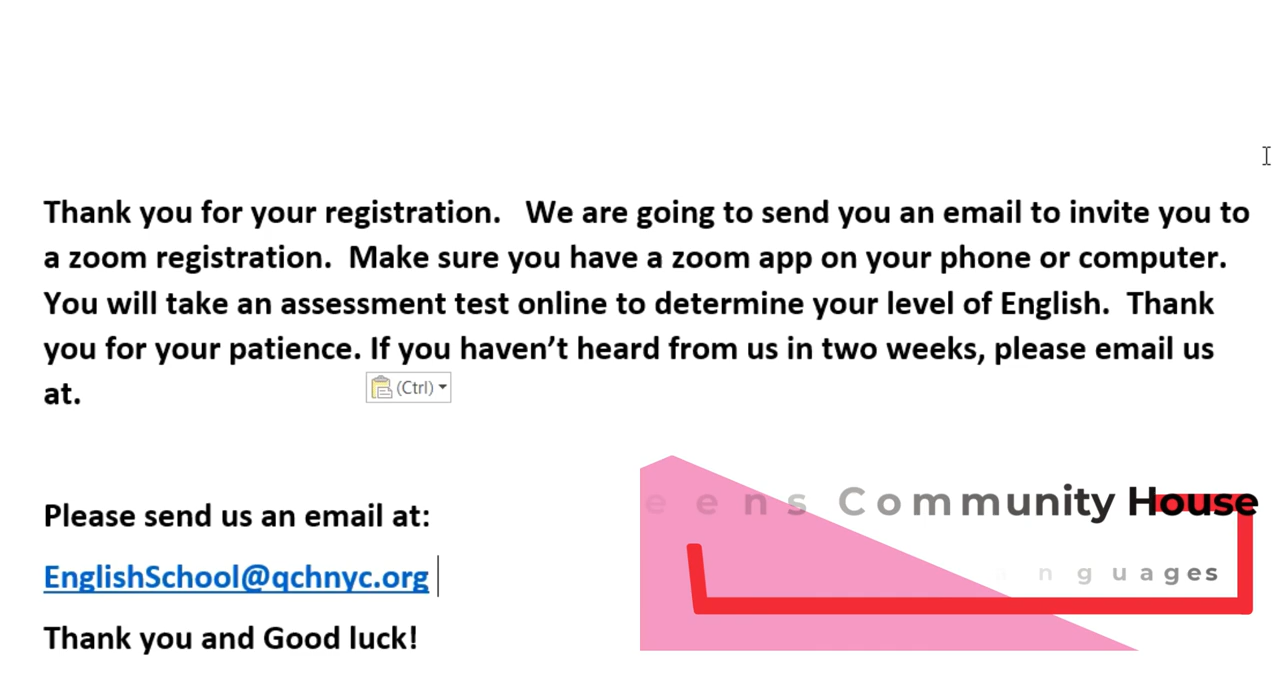 Thank you for your registration.   We are going to send you an email to invite you to
a zoom registration.  Make sure you have a zoom app on your phone or computer.
You will take an assessment test online to determine your level of English.  Thank
you for your patience. If you haven’t heard from us in two weeks, please email us
at.
(Ctrl)
Please send us an email at:
EnglishSchool@qchnyc.org
Thank you and Good luck!
eens Community House
nguages